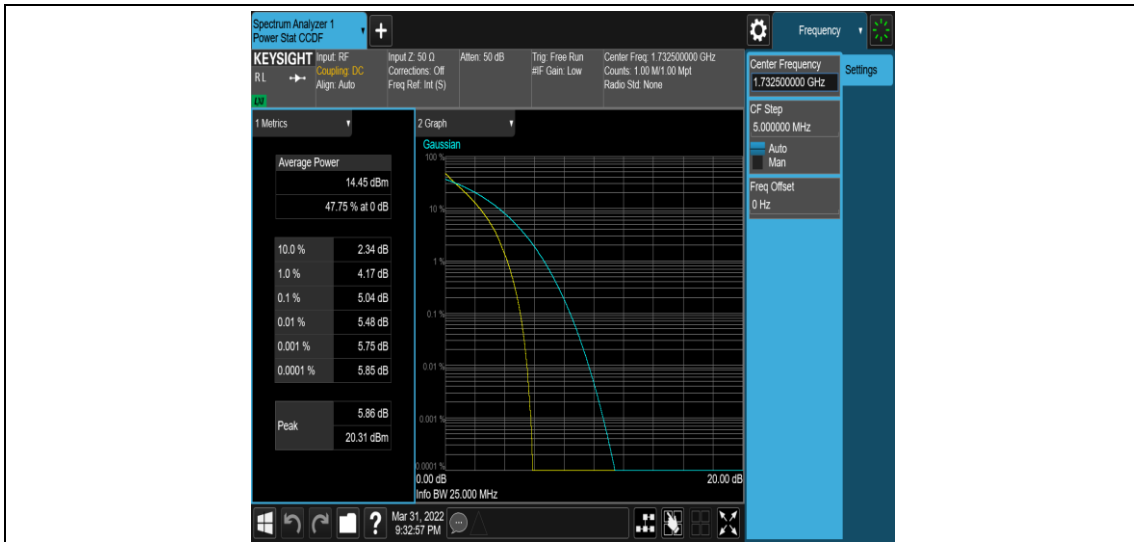 Spectrum Analyzer 1
Power Stat CCDF
Frequency
KEYSIGHT
RL
LXI
Input: RF
Coupling: DC
Align: Auto
Input Z: 50 Ω
Corrections: Off
Freq Ref: Int (S)
Atten: 50 dB
Trig: Free Run
#IF Gain: Low
Center Freq: 1.732500000 GHz
Counts: 1.00 M/1.00 Mpt
Radio Std: None
Center Frequency
1.732500000 GHz
Settings
CF Step
5.000000 MHz
Auto
Man
Freq Offset
0 Hz
1 Metrics
Average Power
14.45 dBm
47.75 % at 0 dB
10.0 % 2.34 dB
1.0 % 4.17 dB
0.1 % 5.04 dB
0.01 % 5.48 dB
0.001 % 5.75 dB
0.0001 % 5.85 dB
Peak
5.86 dB
20.31 dBm
2 Graph
Gaussian
100 %
10 %
1 %
0.1 %
0.01 %
0.001 %
0.0001 %
0.00 dB 20.00 dB
Info BW 25.000 MHz
?
Mar 31, 2022
9:32:57 PM